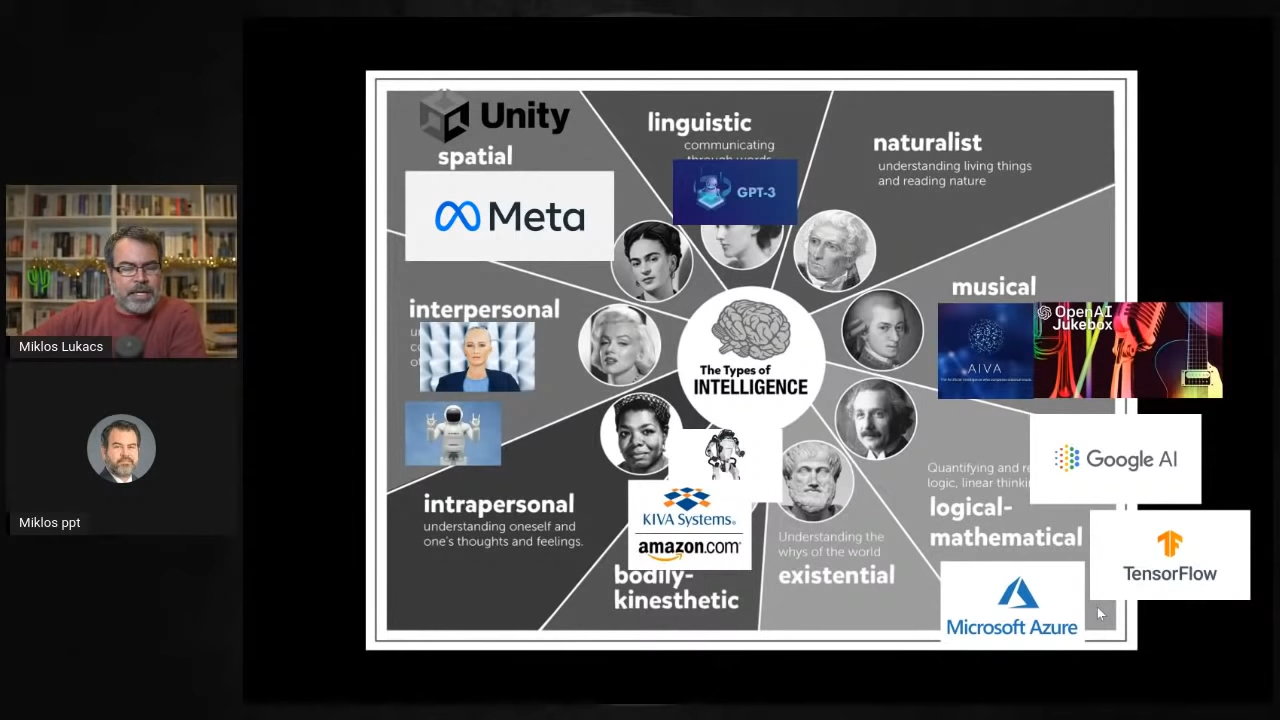 Unity
spatial
Meta
linguistic
communicating
through words
GPT-3
naturalist
understanding living things
and reading nature
musical
AIVA
OpenAI
Jukebox
interpersonal
The Types of
INTELLIGENCE
Google AI
Quantifying and
logic, linear
logical-
mathematical
TensorFlow
Microsoft Azure
intrapersonal
understanding oneself and
one's thoughts and feelings.
KIVA Systems
amazon.com
bodily-
kinesthetic
Understanding the
whys of the world
existential
Miklos Lukacs
Miklos ppt